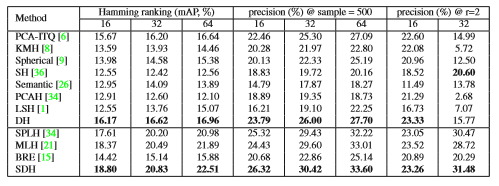 Method Hamming ranking (mAP, %) precision (%) @ sample = 500 precision (%) @ r=2
16 32 64 16 32 64 16 32
PCA-ITQ [6] 15.67 16.20 16.64 22.46 25.30 27.09 22.60 14.99
KMH [8] 13.59 13.93 14.46 20.28 21.97 22.80 22.08 5.72
Spherical [9] 13.98 14.58 15.38 20.13 22.33 25.19 20.96 12.50
SH [36] 12.55 12.42 12.56 18.83 19.72 20.16 18.52 20.60
Semantic [26] 12.95 14.09 13.89 14.79 17.87 18.27 11.49 13.78
PCAH [34] 12.91 12.60 12.10 18.89 19.35 18.73 21.29 2.68
LSH [1] 12.55 13.76 15.07 16.21 19.10 22.25 16.73 7.07
DH 16.17 16.62 16.96 23.79 26.00 27.70 23.33 15.77
SPLH [34] 17.61 20.20 20.98 25.32 29.43 32.22 23.05 30.47
MLH [21] 18.37 20.49 21.89 24.43 29.60 33.01 23.52 28.72
BRE [15] 14.42 15.14 15.88 20.68 22.86 25.14 20.89 20.29
SDH 18.80 20.83 22.51 26.32 30.42 33.60 23.26 31.48